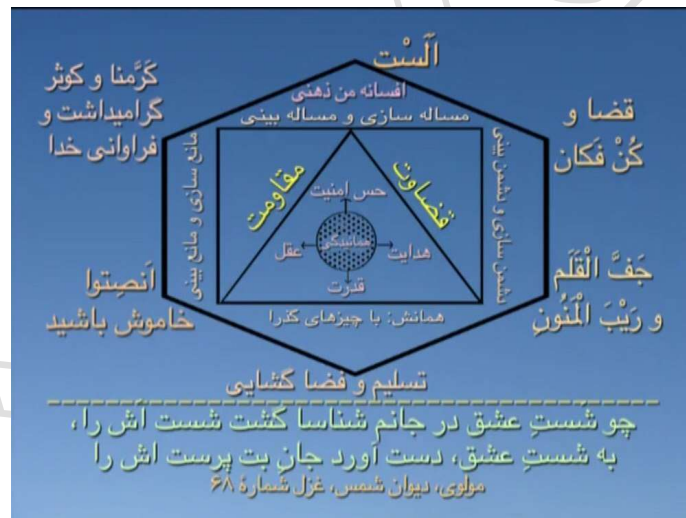 اَلَسْت
کَرَّمنا و کوثر
گرامیداشت و
فراوانی خدا
قضا و
کُنْ فَکان
افسانه من ذهنی
مساله سازی و مساله بینی
مانع سازی و مانع بینی
دشمن سازی و دشمن بینی
مقاومت
قضاوت
حس امنیت
همانیدگی
عقل
هدایت
قدرت
همانش: با چیزهای گذرا
اَنصِتوا
خاموش باشید
جَفَّ الْقَلَم
و رَیْبَ الْمَنُونِ
تسلیم و فضا گشایی
چو شَستِ عشق در جانم شناسا گشت شستَ اش را،
به شَستِ عشق، دست آورد جانِ بت پرست اش را
مولوی، دیوان شمس، غزل شمارهٔ ۶۸